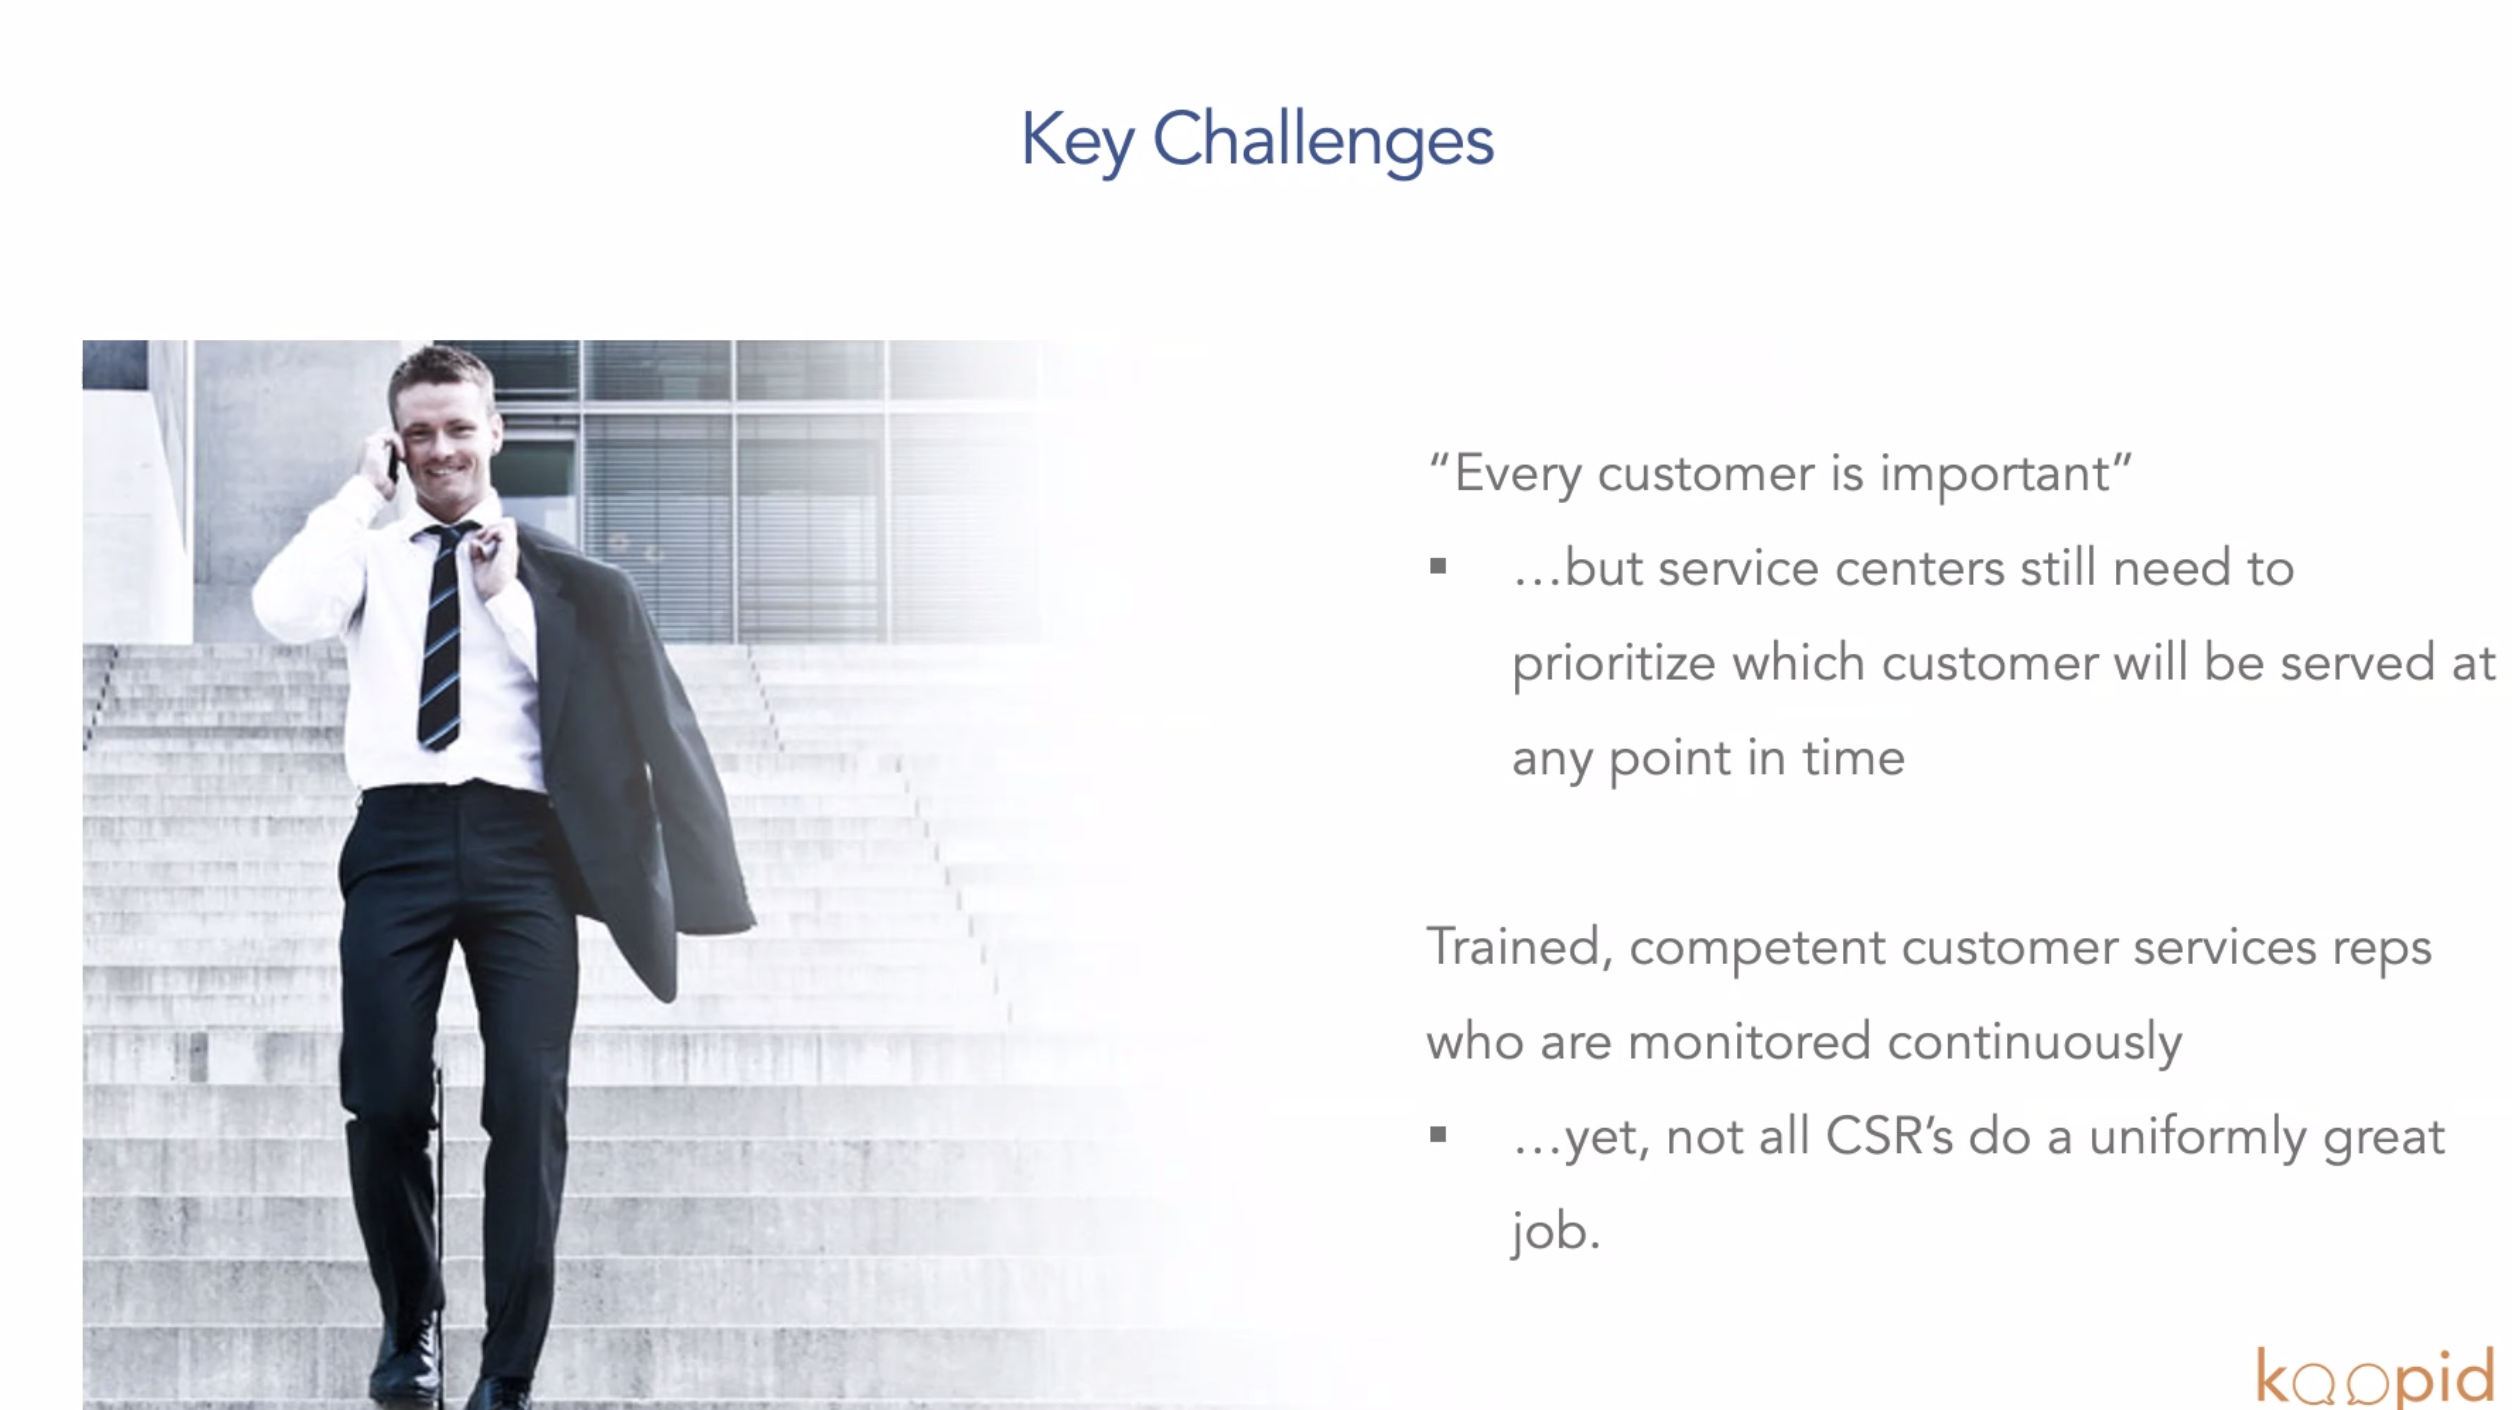 Key Challenges
“Every customer is important”
▪ …but service centers still need to
prioritize which customer will be served at
any point in time
Trained, competent customer services reps
who are monitored continuously
▪ …yet, not all CSR’s do a uniformly great
job.
koopid